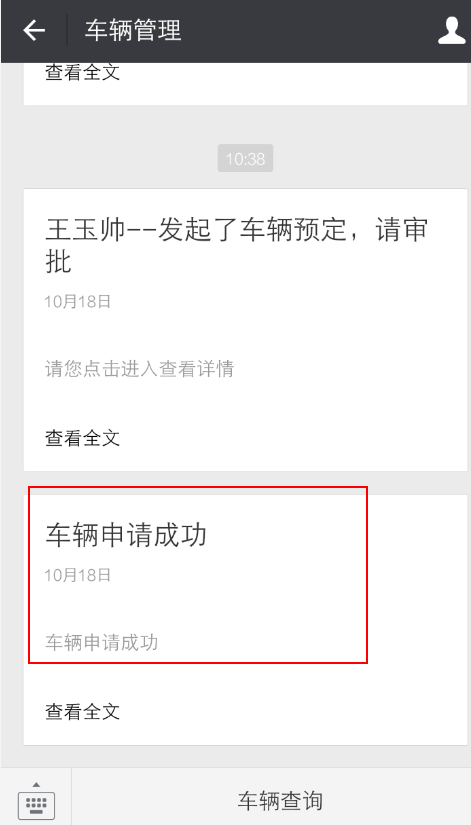 车辆管理
查看全文
10:38
王玉帅--发起了车辆预定，请审
批
10月18日
请您点击进入查看详情
查看全文
车辆申请成功
10月18日
车辆申请成功
查看全文
车辆查询